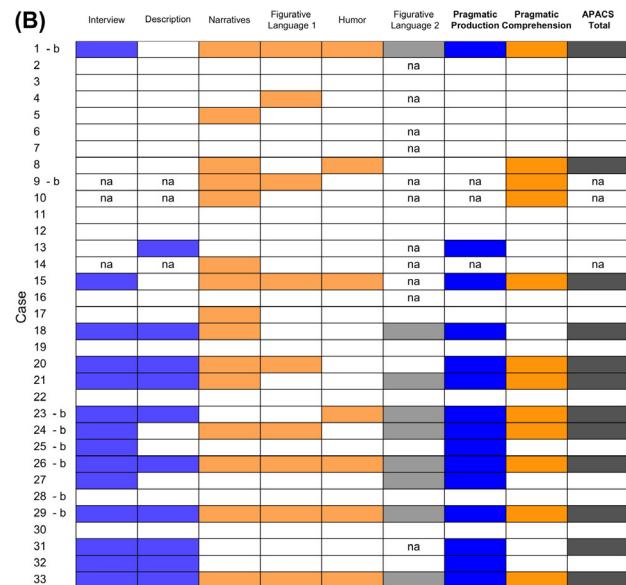 (B)
Interview Description Narratives Figurative Language 1 Humor Figurative Language 2 Pragmatic Production Pragmatic Comprehension APACS Total
Case
1 - b
2 na
3
4 na
5
6 na
7 na
8
9 - b na na na na na
10 na na na na na
11
12
13 na
14 na na na na na
15 na
16 na
17
18
19
20
21
22
23 - b
24 - b
25 - b
26 - b
27
28 - b
29 - b
30
31 na
32
33